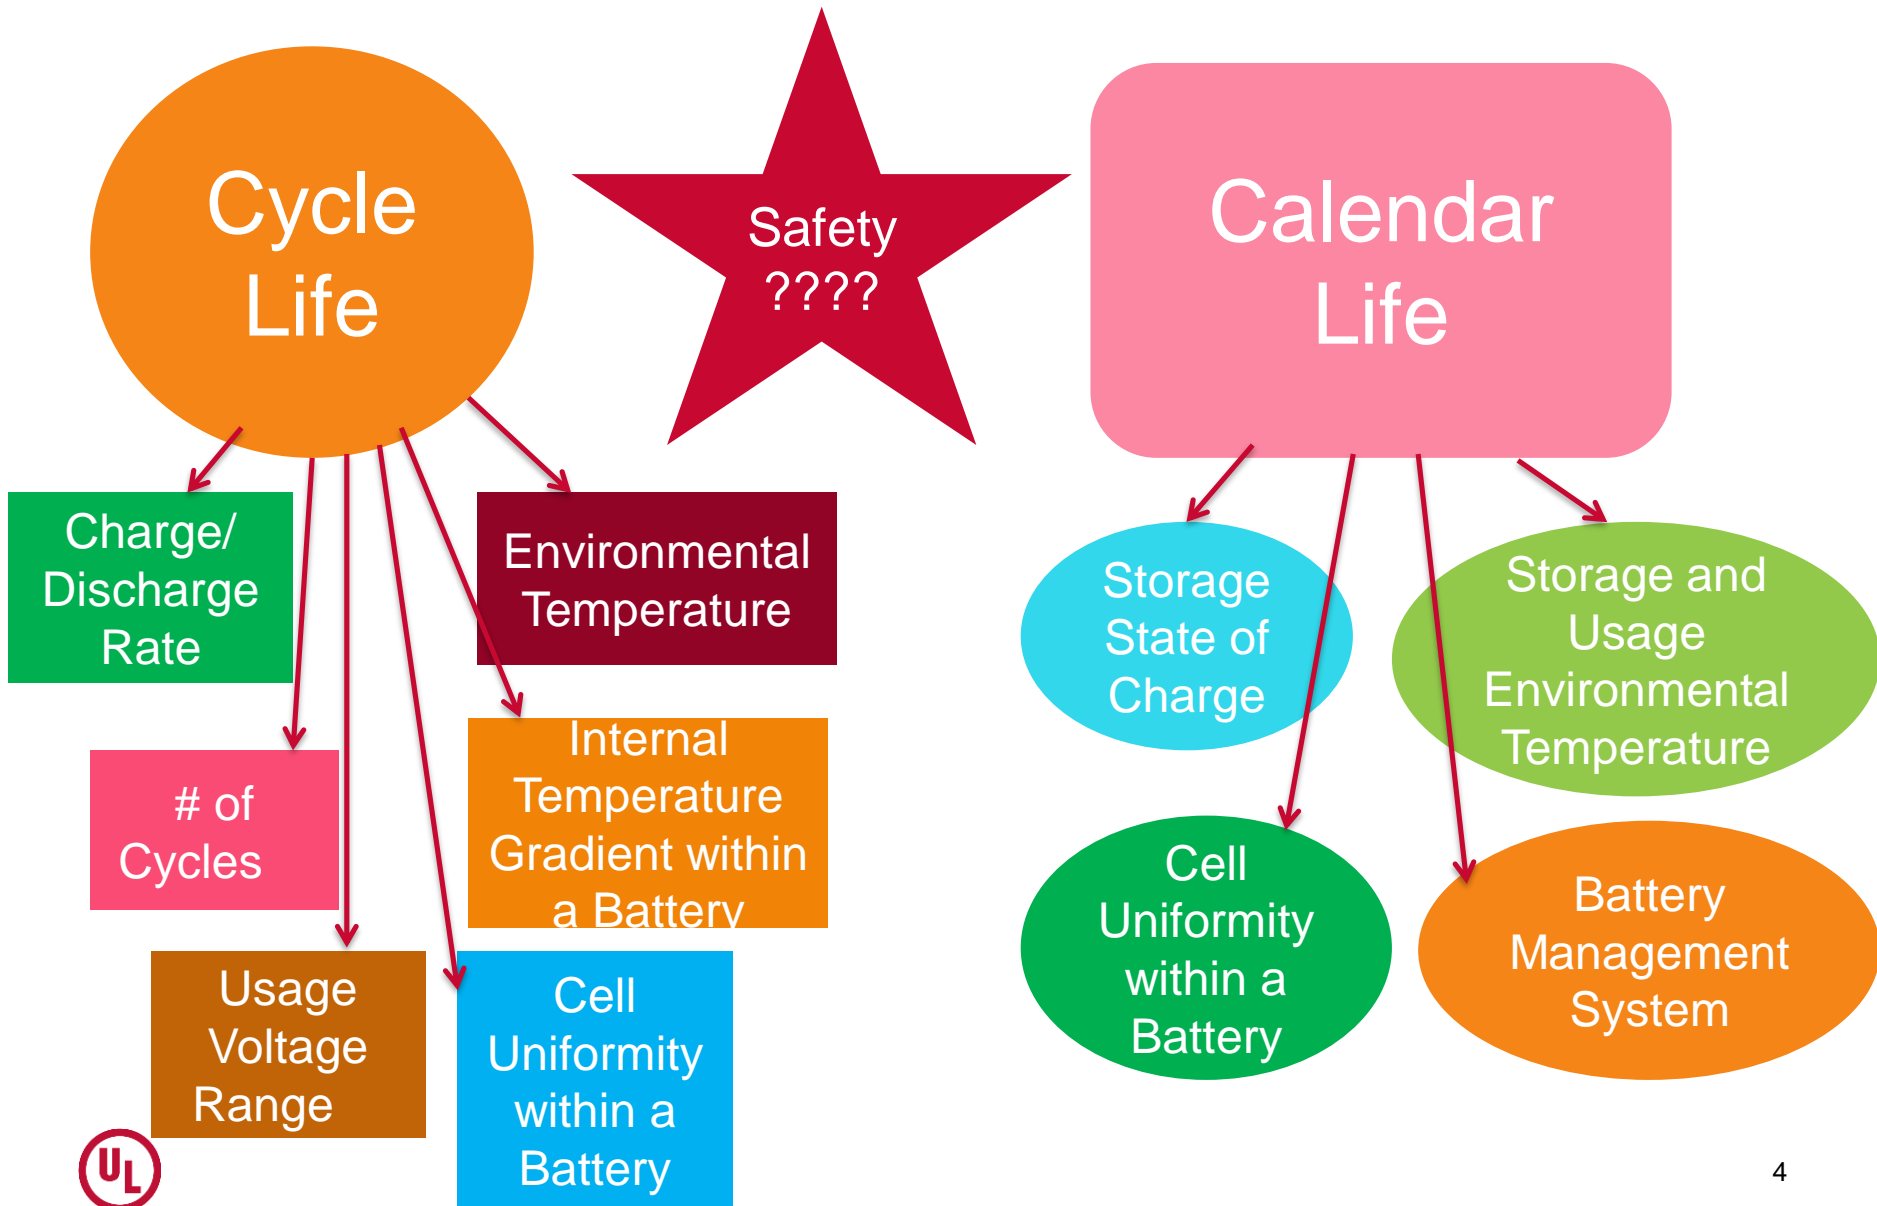 Cycle
Life
Safety
????
Calendar
Life
Charge/
Discharge
Rate
Environmental
Temperature
# of
Cycles
Internal
Temperature
Gradient within
a Battery
Usage
Voltage
Range
Cell
Uniformity
within a
Battery
Storage
State of
Charge
Storage and
Usage
Environmental
Temperature
Cell
Uniformity
within a
Battery
Battery
Management
System
UL
4